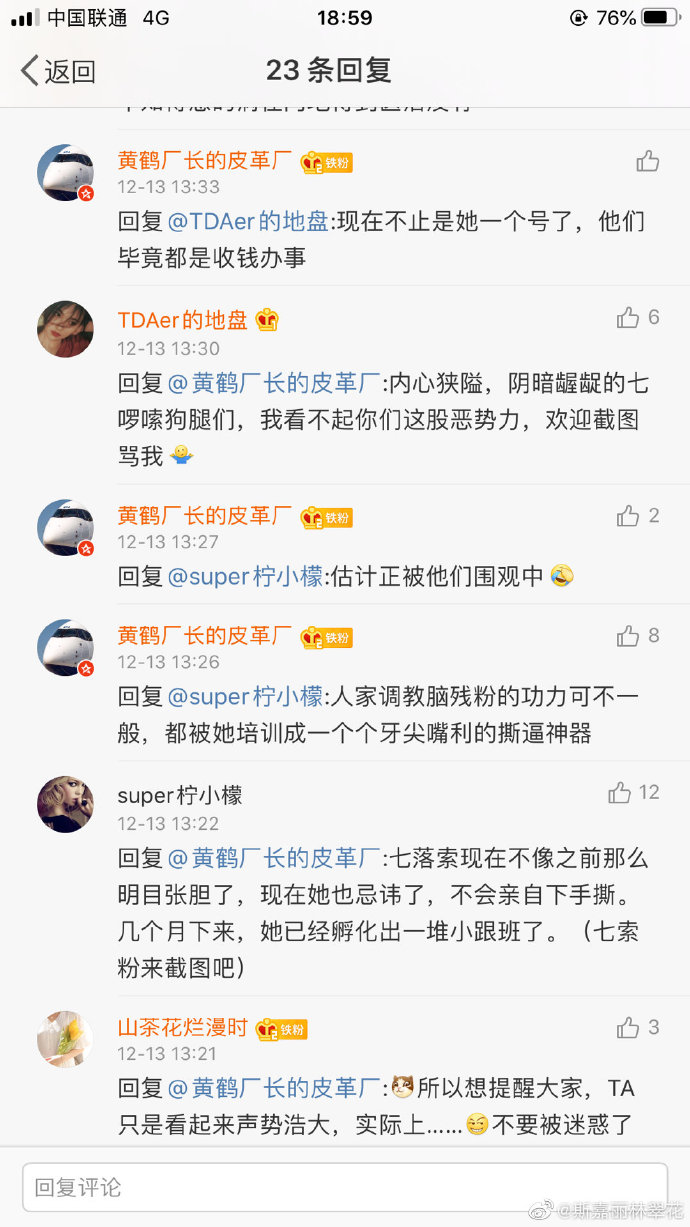 中国联通 4G 18:59 76%
返回 23 条回复
黄鹤厂长的皮革厂 铁粉
12-13 13:33
回复@TDAer的地盘:现在不止是她一个号了，他们
毕竟都是收钱办事
TDAer的地盘 6
12-13 13:30
回复@黄鹤厂长的皮革厂:内心狭隘，阴暗龌龊的七
啰嗦狗腿们，我看不起你们这股恶势力，欢迎截图
骂我🤷
黄鹤厂长的皮革厂 铁粉 2
12-13 13:27
回复@super柠小檬:估计正被他们围观中🤣
黄鹤厂长的皮革厂 铁粉 8
12-13 13:26
回复@super柠小檬:人家调教脑残粉的功力可不一
般，都被她培训成一个个牙尖嘴利的撕逼神器
super柠小檬 12
12-13 13:22
回复@黄鹤厂长的皮革厂:七落索现在不像之前那么
明目张胆了，现在她也忌讳了，不会亲自下手撕。
几个月下来，她已经孵化出一堆小跟班了。（七索
粉来截图吧）
山茶花烂漫时 铁粉 3
12-13 13:21
回复@黄鹤厂长的皮革厂:所以想提醒大家，TA
只是看起来声势浩大，实际上......不要被迷惑了
回复评论
@斯嘉丽林翠花